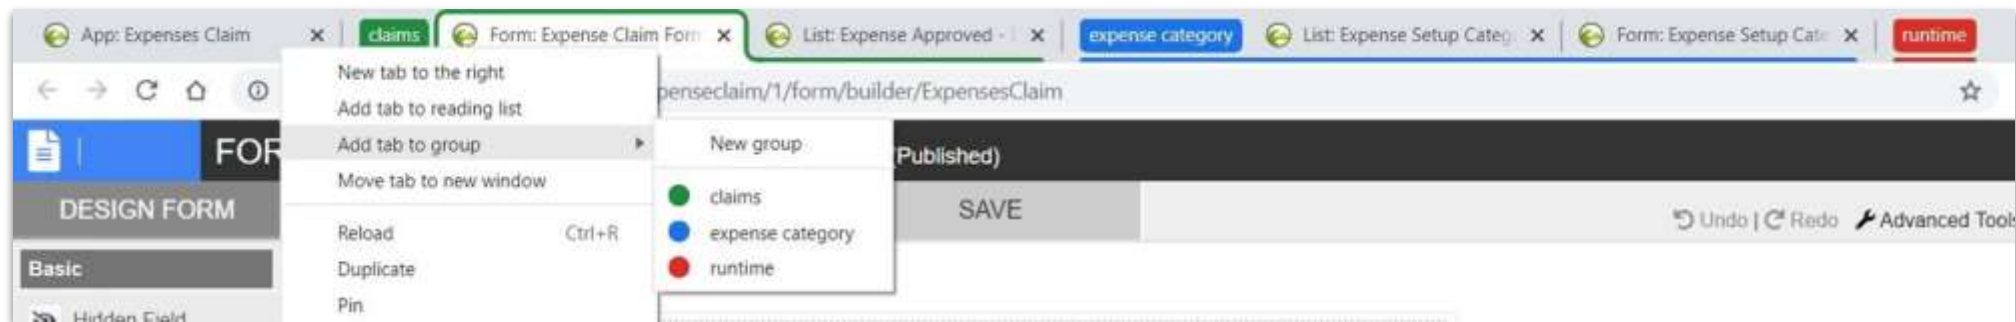 App: Expenses Claim
claims
Form: Expense Claim Form
List: Expense Approved -
expense category
List: Expense Setup Categ
Form: Expense Setup Cate
runtime
penseclaim/1/form/builder/ExpensesClaim
New tab to the right
Add tab to reading list
Add tab to group
Move tab to new window
Reload Ctrl+R
Duplicate
Pin
New group
claims
expense category
runtime
FOR
(Published)
DESIGN FORM
SAVE
Undo | Redo Advanced Tools
Basic
Hidden Field